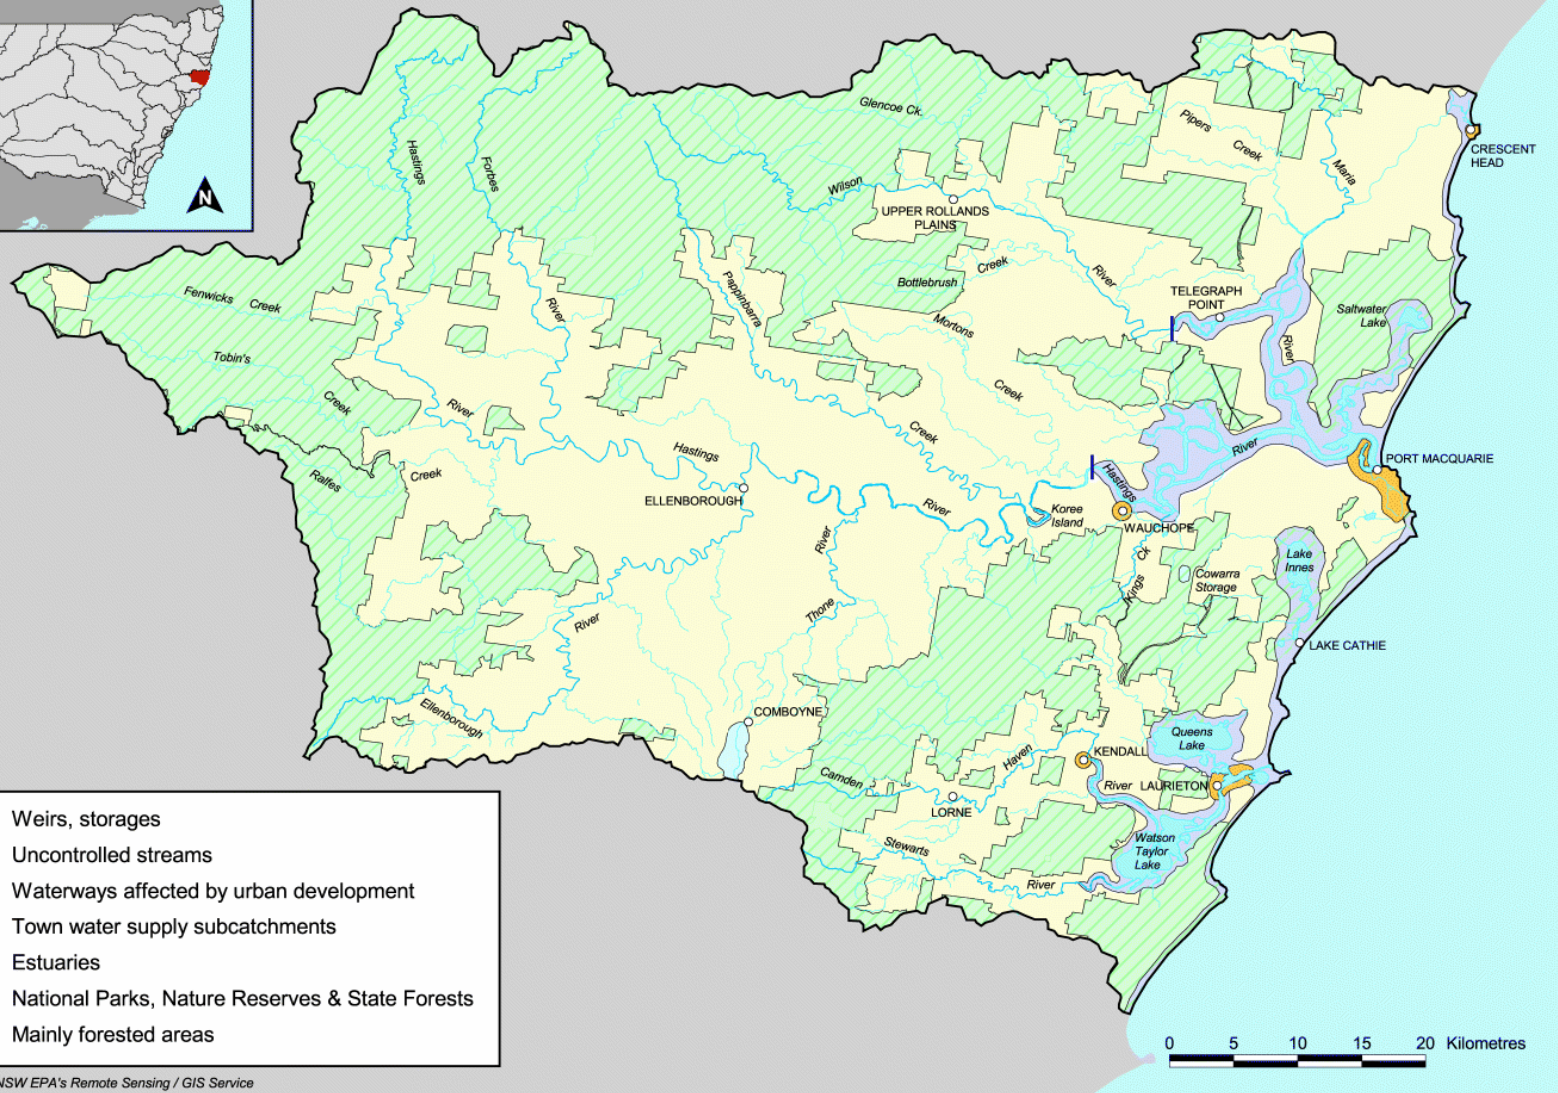 N
CRESCENT
HEAD
Glencoe Ck.
Pipers
Creek
Maria
Hastings
Forbes
Wilson
UPPER ROLLANDS
PLAINS
Creek
Bottlebrush
River
TELEGRAPH
POINT
Saltwater
Lake
Fenwicks Creek
River
Pappinbarra
Mortons
River
Tobin's
Creek
Creek
River
Creek
River
PORT MACQUARIE
Hastings
Ralfes
Creek
Hastings
ELLENBOROUGH
River
Koree
Island
WAUCHOPE
River
Ck
Kings
Lake
Innes
Cowarra
Storage
Thone
River
LAKE CATHIE
Ellenborough
COMBOYNE
Queens
Lake
KENDALL
Haven
Camden
River
LAURIETON
LORNE
Stewarts
River
Watson
Taylor
Lake
Weirs, storages
Uncontrolled streams
Waterways affected by urban development
Town water supply subcatchments
Estuaries
National Parks, Nature Reserves & State Forests
Mainly forested areas
0 5 10 15 20 Kilometres
NSW EPA's Remote Sensing / GIS Service